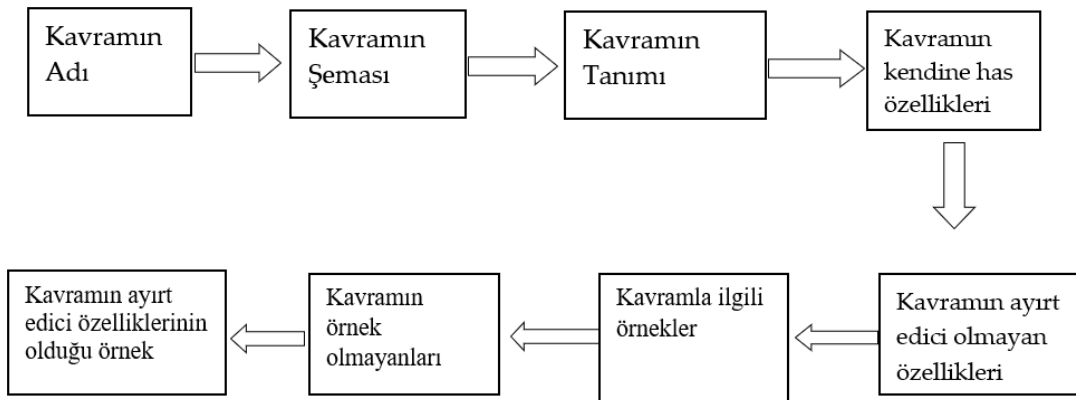 Kavramın
Adı
Kavramın
Şeması
Kavramın
Tanımı
Kavramın
kendine has
özellikleri
Kavramın ayırt
edici olmayan
özellikleri
Kavramla ilgili
örnekler
Kavramın
örnek
olmayanları
Kavramın ayırt
edici özelliklerinin
olduğu örnek